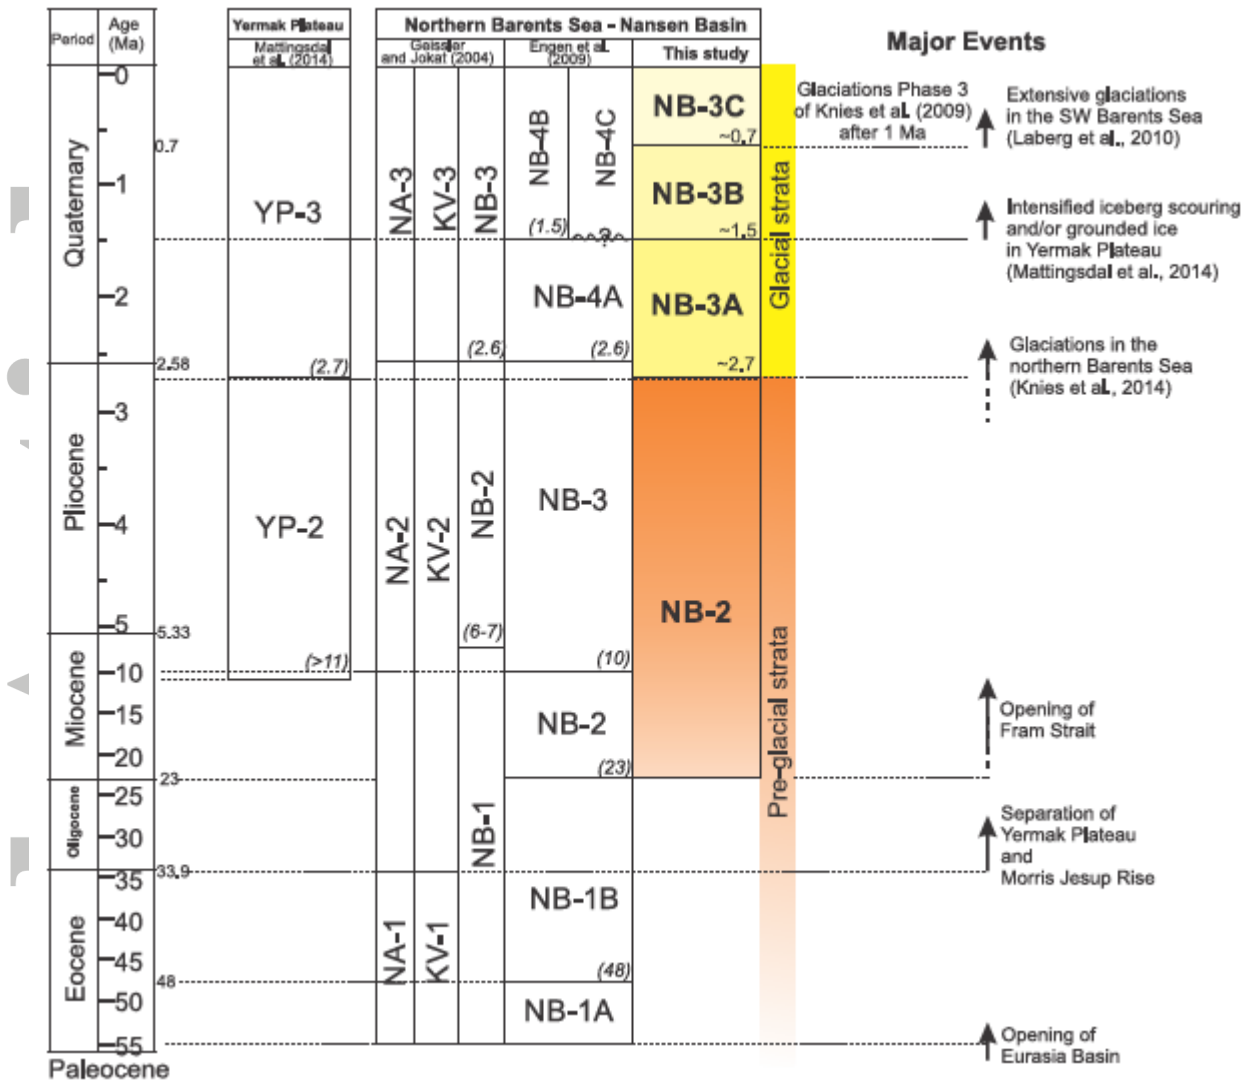 Period
Age
(Ma)
Yermak Plateau
Mattingsdal
et al. (2014)
Northern Barents Sea - Nansen Basin
Geissler
and Jokat (2004)
Engen et al.
(2009)
This study
Major Events
0
1
2
3
4
5
10
15
20
25
30
35
40
45
50
55
Quaternary
Pliocene
Miocene
Oligocene
Eocene
Paleocene
0.7
2.58
5.33
23
33.9
48
YP-3
(2.7)
YP-2
(>11)
NA-3
KV-3
NB-3
(2.6)
NA-2
KV-2
NB-2
(6-7)
NB-1
NA-1
KV-1
NB-4B
(1.5)
NB-4C
?
NB-4A
(2.6)
NB-3
(10)
NB-2
(23)
NB-1B
(48)
NB-1A
NB-3C
~0.7
NB-3B
~1.5
NB-3A
~2.7
NB-2
Glacial strata
Pre-glacial strata
Glaciations Phase 3
of Knies et al. (2009)
after 1 Ma
Extensive glaciations
in the SW Barents Sea
(Laberg et al., 2010)
Intensified iceberg scouring
and/or grounded ice
in Yermak Plateau
(Mattingsdal et al., 2014)
Glaciations in the
northern Barents Sea
(Knies et al., 2014)
Opening of
Fram Strait
Separation of
Yermak Plateau
and
Morris Jesup Rise
Opening of
Eurasia Basin